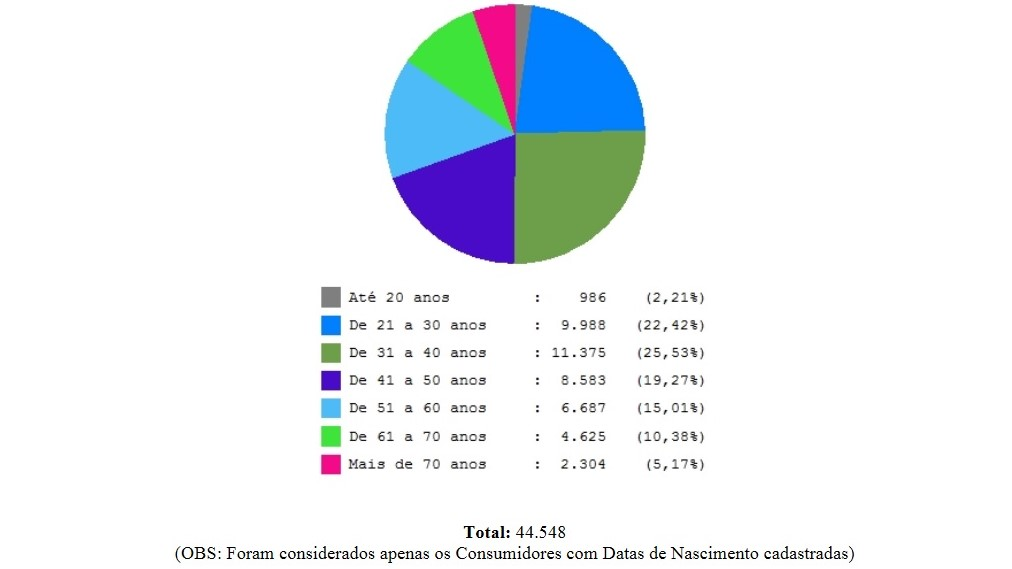 Até 20 anos : 986 (2,21%)
De 21 a 30 anos : 9.988 (22,42%)
De 31 a 40 anos : 11.375 (25,53%)
De 41 a 50 anos : 8.583 (19,27%)
De 51 a 60 anos : 6.687 (15,01%)
De 61 a 70 anos : 4.625 (10,38%)
Mais de 70 anos : 2.304 (5,17%)
Total: 44.548
(OBS: Foram considerados apenas os Consumidores com Datas de Nascimento cadastradas)